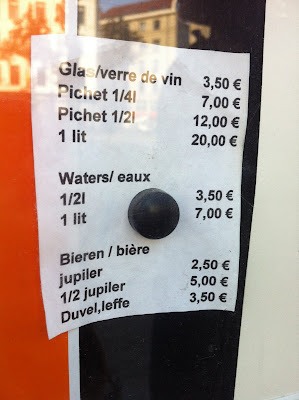 Glas/verre de vin 3,50 €
Pichet 1/4l 7,00 €
Pichet 1/2l 12,00 €
1 lit 20,00 €
Waters/ eaux
1/2l 3,50 €
1 lit 7,00 €
Bieren / bière
jupiler 2,50 €
1/2 jupiler 5,00 €
Duvel,leffe 3,50 €